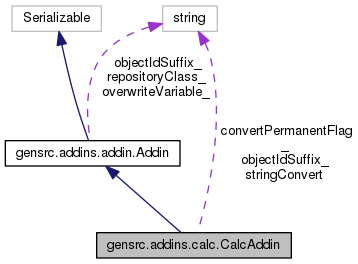 Serializable
string
objectIdSuffix_
repositoryClass_
overwriteVariable_
convertPermanentFlag
_
objectIdSuffix_
stringConvert
gensrc.addins.addin.Addin
gensrc.addins.calc.CalcAddin